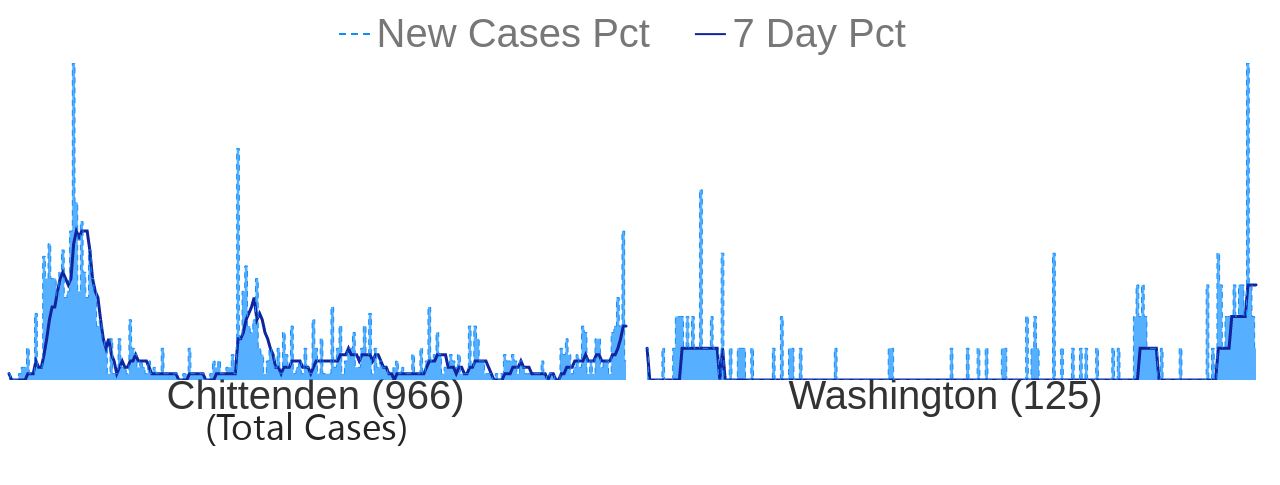 New Cases Pct 7 Day Pct
Chittenden (966) Washington (125)
(Total Cases)